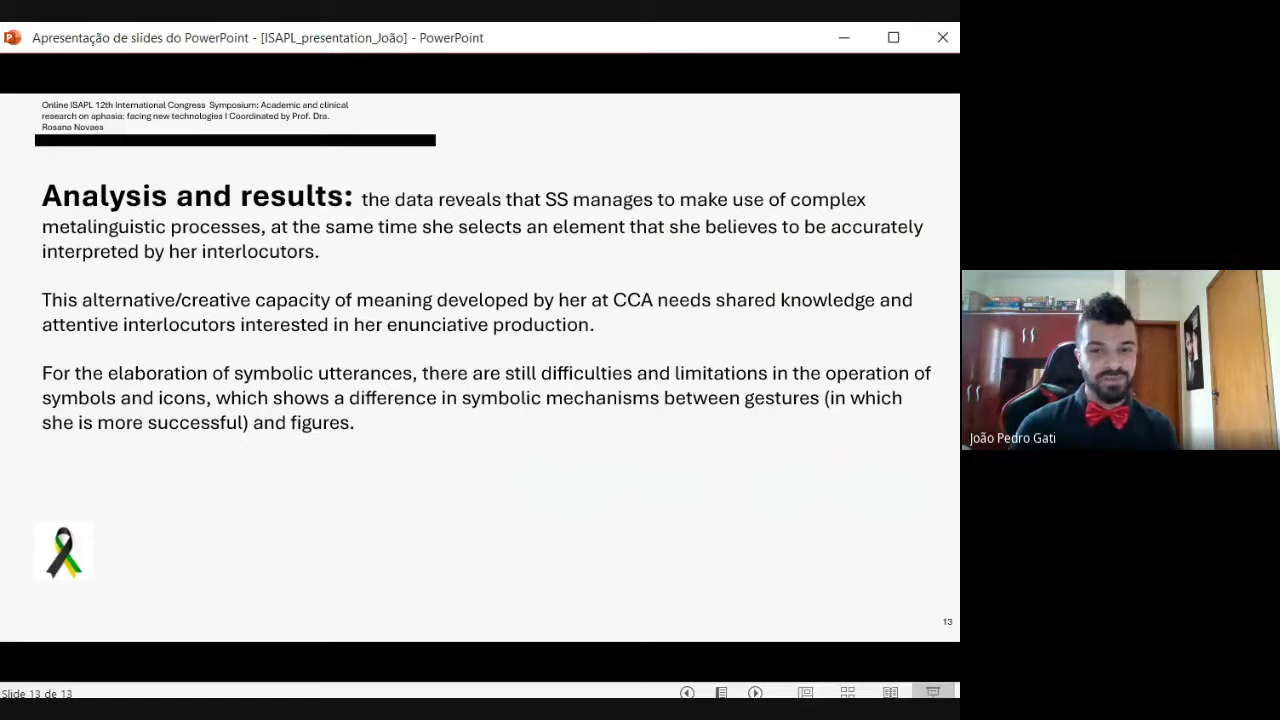 Apresentação de slides do PowerPoint - [ISAPL_presentation_João] - PowerPoint
Online ISAPL 12th International Congress Symposium: Academic and clinical
research on aphasia: facing new technologies I Coordinated by Prof. Dra.
Rosana Novaes
Analysis and results: the data reveals that SS manages to make use of complex
metalinguistic processes, at the same time she selects an element that she believes to be accurately
interpreted by her interlocutors.
This alternative/creative capacity of meaning developed by her at CCA needs shared knowledge and
attentive interlocutors interested in her enunciative production.
For the elaboration of symbolic utterances, there are still difficulties and limitations in the operation of
symbols and icons, which shows a difference in symbolic mechanisms between gestures (in which
she is more successful) and figures.
João Pedro Gati
13
Slide 13 de 13